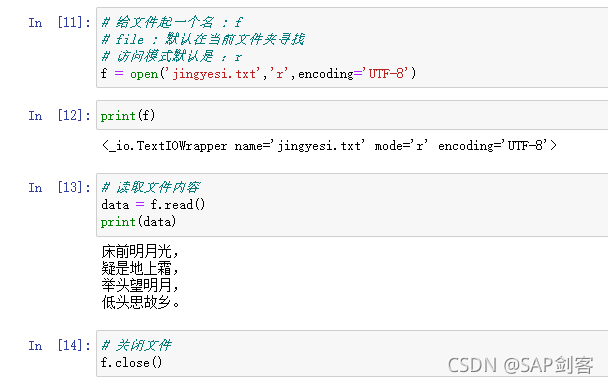 In [11]: # 给文件起一个名 : f
# file : 默认在当前文件夹寻找
# 访问模式默认是 : r
f = open('jingyesi.txt','r',encoding='UTF-8')
In [12]: print(f)
<_io.TextIOWrapper name='jingyesi.txt' mode='r' encoding='UTF-8'>
In [13]: # 读取文件内容
data = f.read()
print(data)
床前明月光，
疑是地上霜，
举头望明月，
低头思故乡。
In [14]: # 关闭文件
f.close()
CSDN @SAP剑客